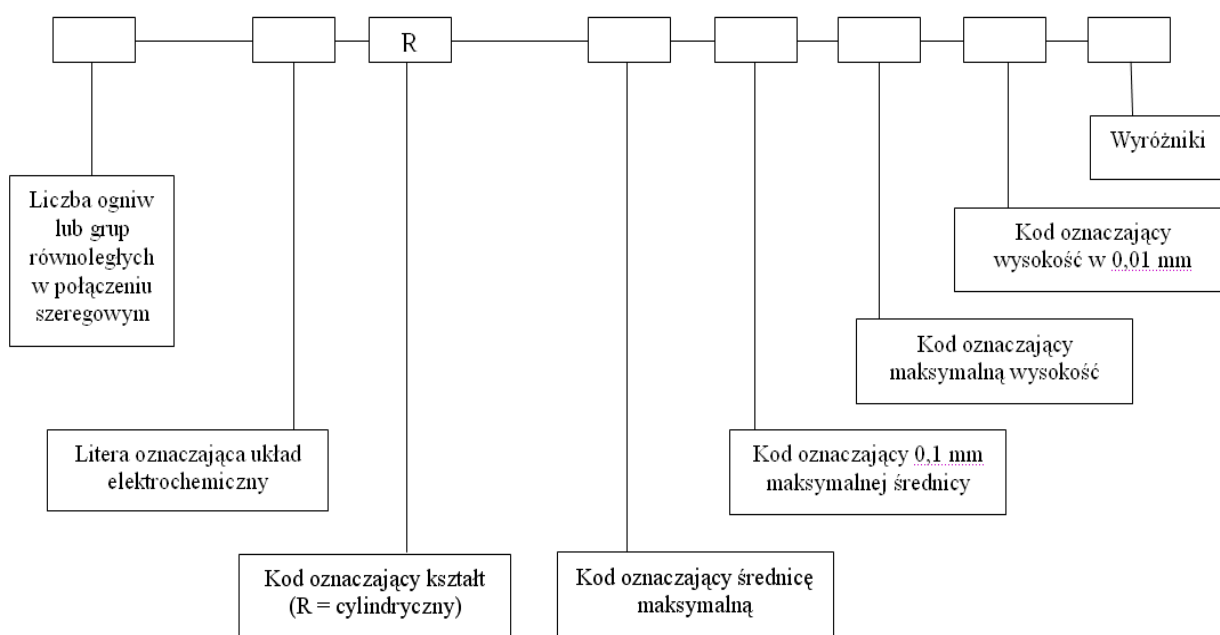 R
Wyróżniki
Liczba ogniw
lub grup
równoległych
w połączeniu
szeregowym
Kod oznaczający
wysokość w 0,01 mm
Kod oznaczający
maksymalną wysokość
Litera oznaczająca układ
elektrochemiczny
Kod oznaczający 0,1 mm
maksymalnej średnicy
Kod oznaczający kształt
(R = cylindryczny)
Kod oznaczający średnicę
maksymalną